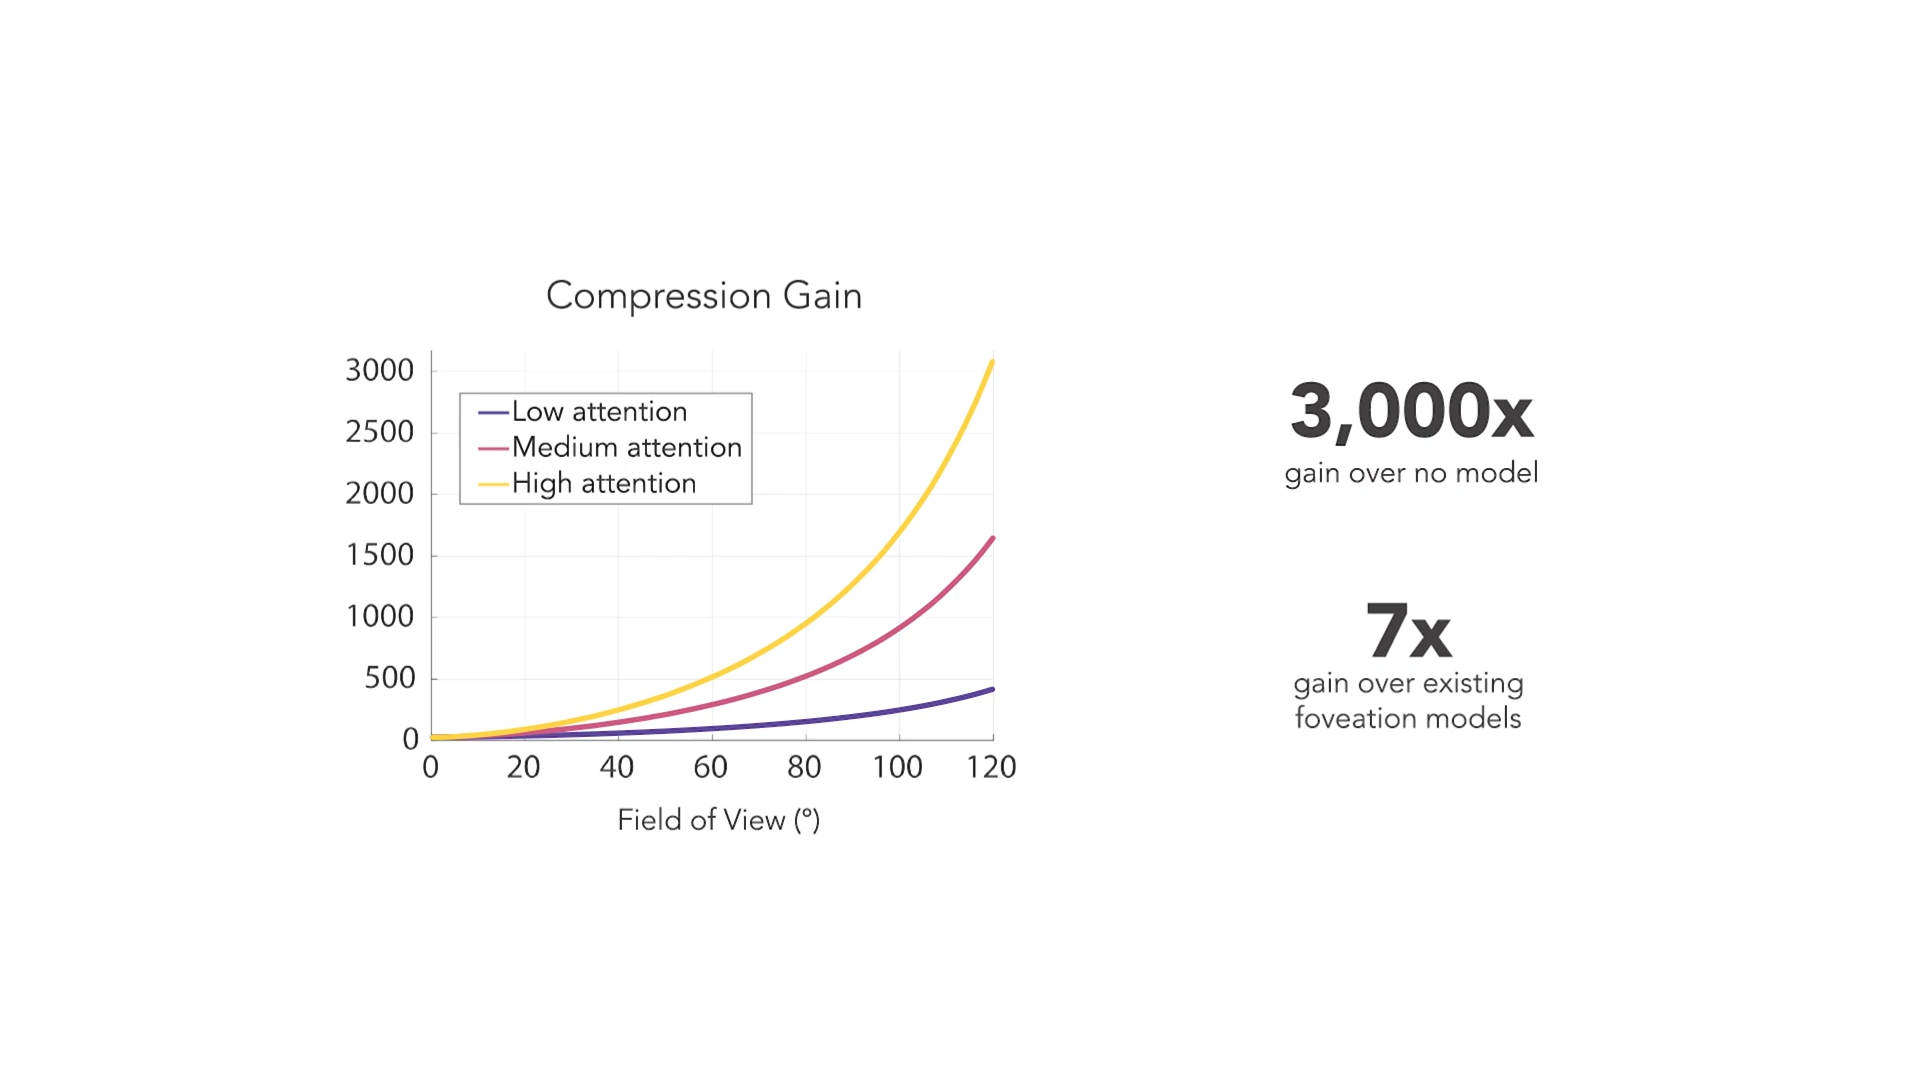 Compression Gain
3000
2500
2000
1500
1000
500
0
Low attention
Medium attention
High attention
0 20 40 60 80 100 120
Field of View (°)
3,000x
gain over no model
7x
gain over existing
foveation models